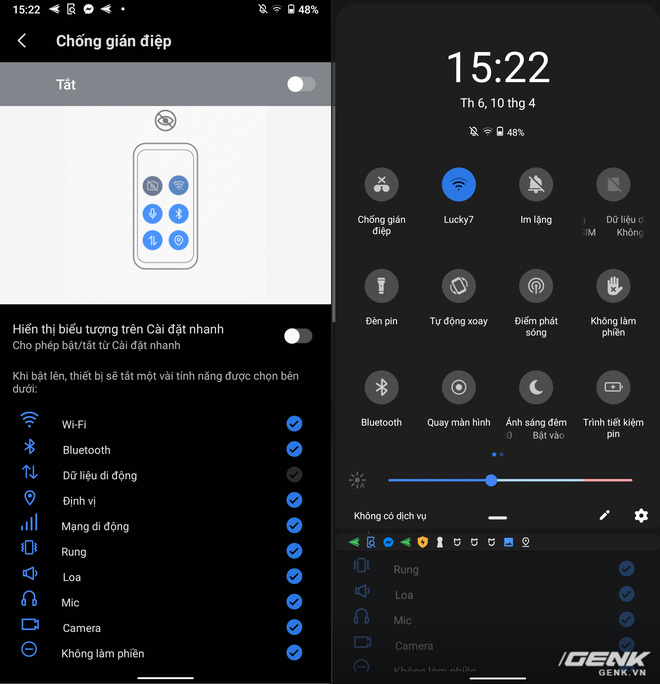 15:22
48%
Chống gián điệp
Tắt
Hiển thị biểu tượng trên Cài đặt nhanh
Cho phép bật/tắt từ Cài đặt nhanh
Khi bật lên, thiết bị sẽ tắt một vài tính năng được chọn bên
dưới:
Wi-Fi
Bluetooth
Dữ liệu di động
Định vị
Mạng di động
Rung
Loa
Mic
Camera
Không làm phiền
15:22
Th 6, 10 thg 4
48%
Chống gián
điệp
Lucky7
Im lặng
Dữ liệu d
SIM Không
Đèn pin
Tự động xoay
Điểm phát
sóng
Không làm
phiền
Bluetooth
Quay màn hình
Ánh sáng đêm
0 Bật vào
Trình tiết kiệm
pin
Không có dịch vụ
Rung
Loa
Mic
Camera
Không làm phiền
GENK
GENK.VN